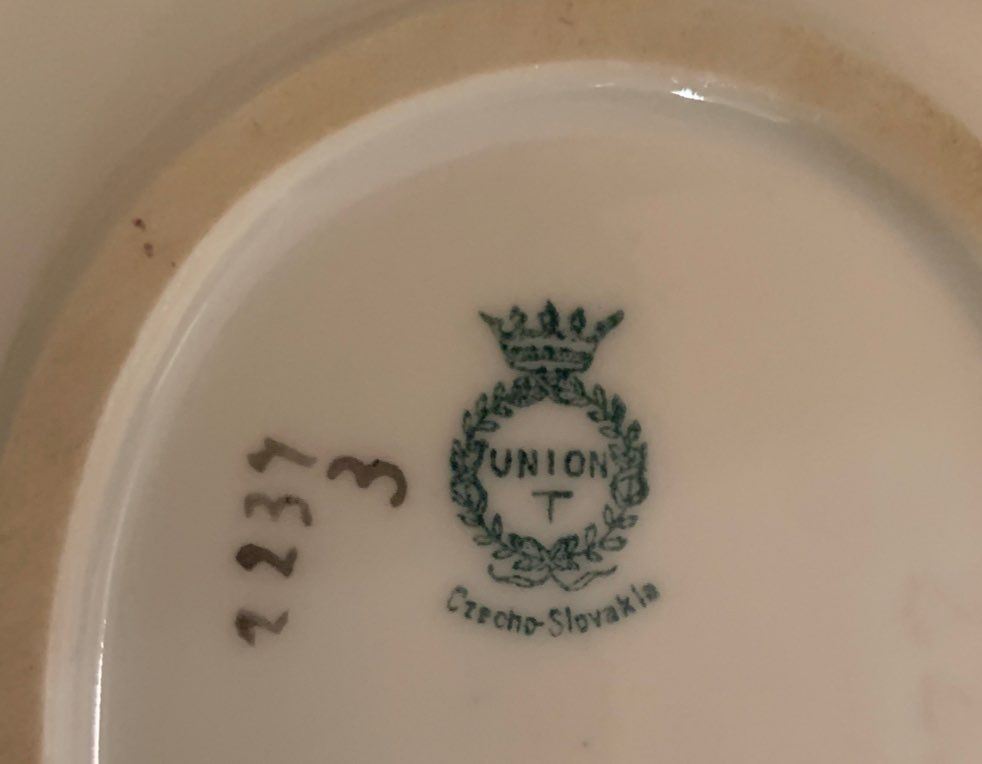 UNION
T
Czecho-Slovakia
2237
3